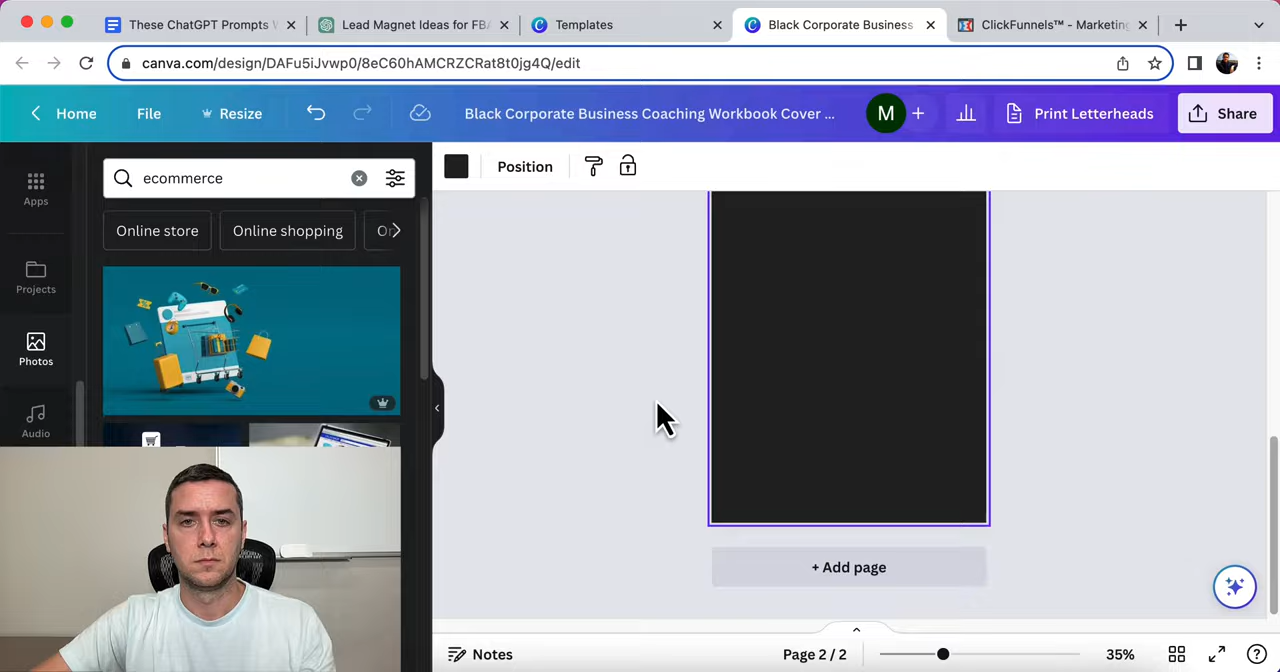 These ChatGPT Prompts
Lead Magnet Ideas for FBA
Templates
Black Corporate Business
ClickFunnels™ - Marketing
canva.com/design/DAFu5iJvwp0/8eC60hAMCRZCRat8t0jg4Q/edit
Home
File
Resize
Black Corporate Business Coaching Workbook Cover ...
M
Print Letterheads
Share
Apps
Projects
Photos
Audio
ecommerce
Online store
Online shopping
Position
+ Add page
Notes
Page 2 / 2
35%